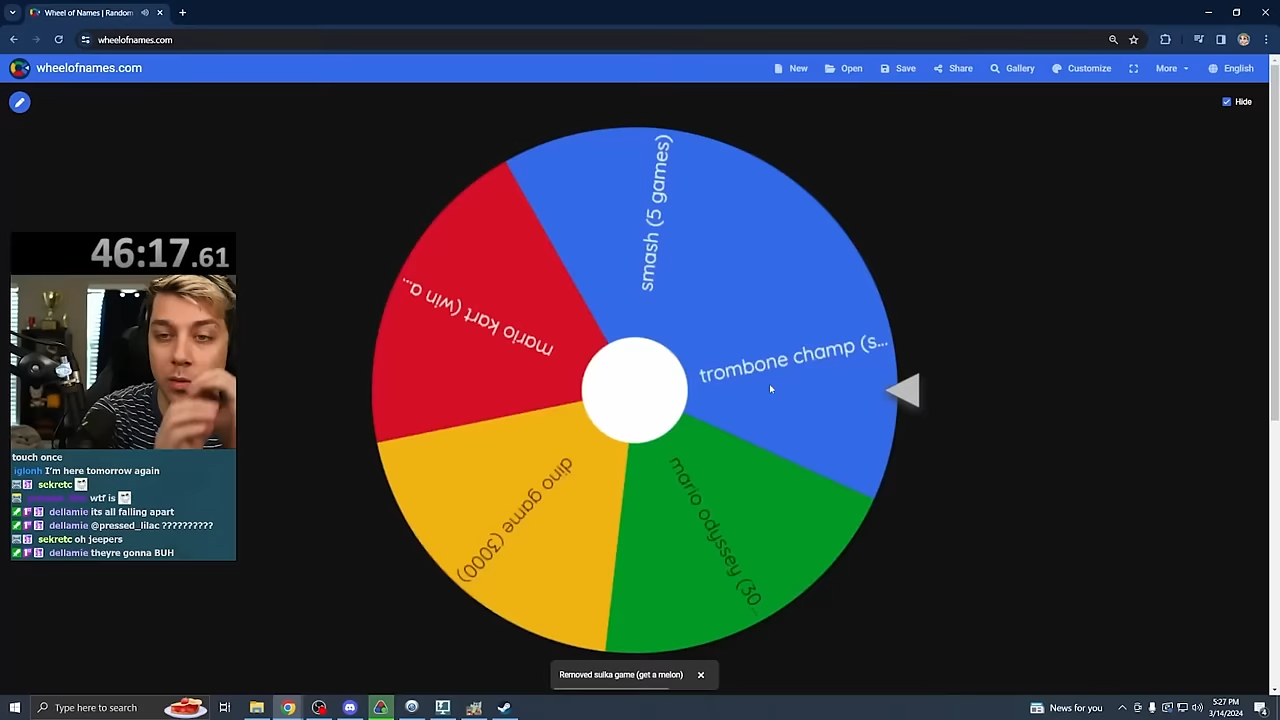 Wheel of Names | Random
wheelofnames.com
wheelofnames.com
New
Open
Save
Share
Gallery
Customize
More
English
Hide
smash (5 games)
trombone champ (s...
mario kart (win a...
dino game (3000)
mario odyssey (30...
46:17.61
touch once
iglonh I'm here tomorrow again
sekretc
wtf is
dellamie its all falling apart
dellamie @pressed_lilac ??????????
sekretc oh jeepers
dellamie theyre gonna BUH
Removed suika game (get a melon)
Type here to search
News for you
5:27 PM
3/14/2024